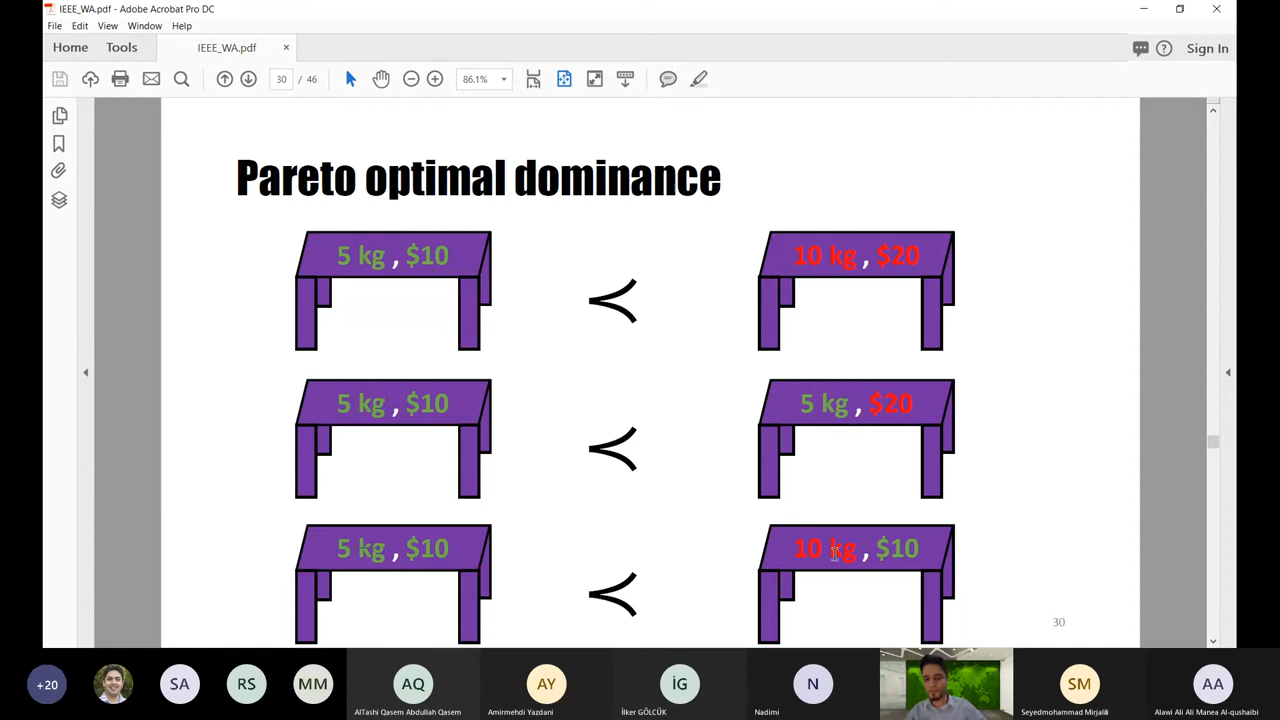 IEEE_WA.pdf - Adobe Acrobat Pro DC
File Edit View Window Help
Home Tools IEEE_WA.pdf × Sign In
30 / 46 86.1%
Pareto optimal dominance
5 kg , $10 ≺ 10 kg , $20
5 kg , $10 ≺ 5 kg , $20
5 kg , $10 ≺ 10 kg , $10
30
+20 SA RS MM AQ AY İG N SM AA
AlTashi Qasem Abdullah Qasem Amirmehdi Yazdani İlker GÖLCÜK Nadimi Seyedmohammad Mirjalili Alawi Ali Ali Manea Al-qushaibi